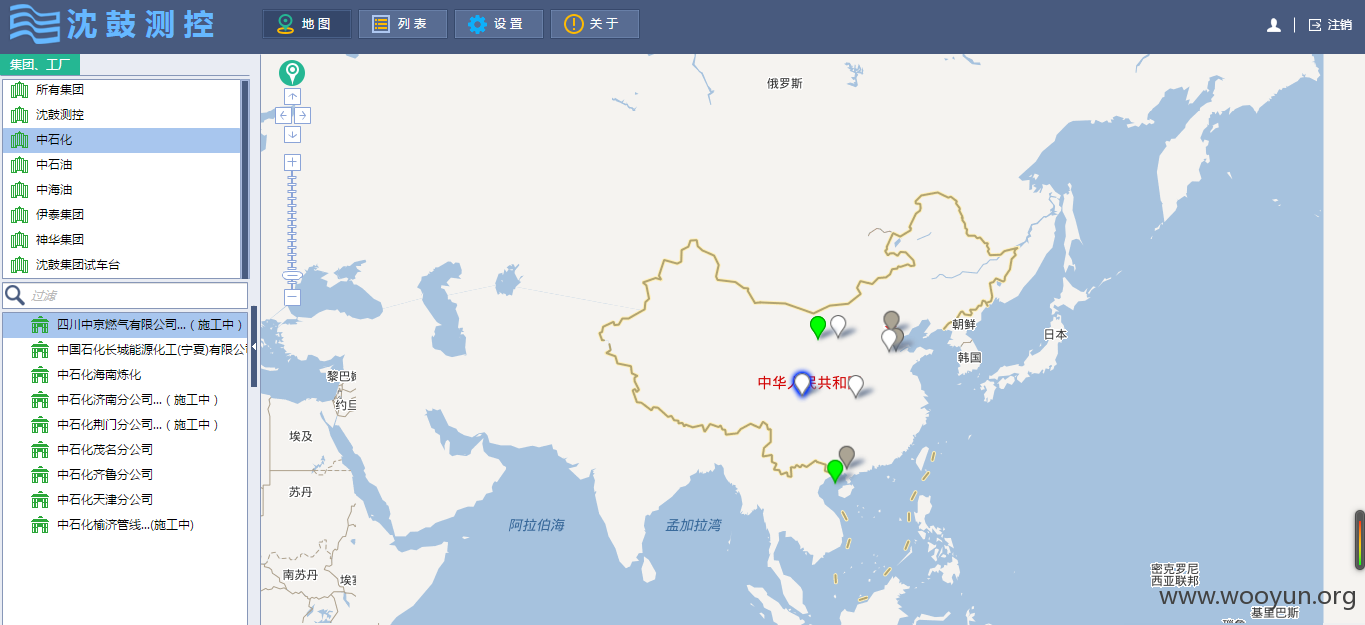 沈鼓测控
地图
列表
设置
关于
注销
集团、工厂
所有集团
沈鼓测控
中石化
中石油
中海油
伊泰集团
神华集团
沈鼓集团试车台
过滤
四川中京燃气有限公司...（施工中）
中国石化长城能源化工(宁夏)有限公
中石化海南炼化
中石化济南分公司...（施工中）
中石化荆门分公司...（施工中）
中石化茂名分公司
中石化齐鲁分公司
中石化天津分公司
中石化榆济管线...(施工中)
俄罗斯
朝鲜
日本
韩国
中华人民共和
黎巴嫩
约旦
埃及
苏丹
阿拉伯海
孟加拉湾
南苏丹
埃塞
密克罗尼
西亚联邦
www.wooyun.org
基里巴斯